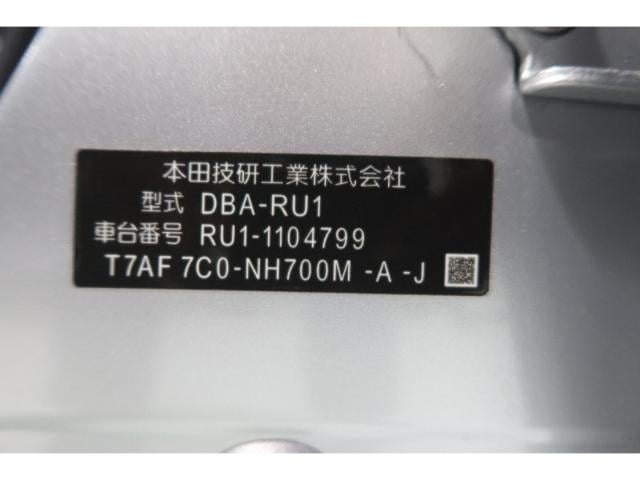 本田技研工業株式会社
型式 DBA-RU1
車台番号 RU1-1104799
T7AF 7C0-NH700M -A -J